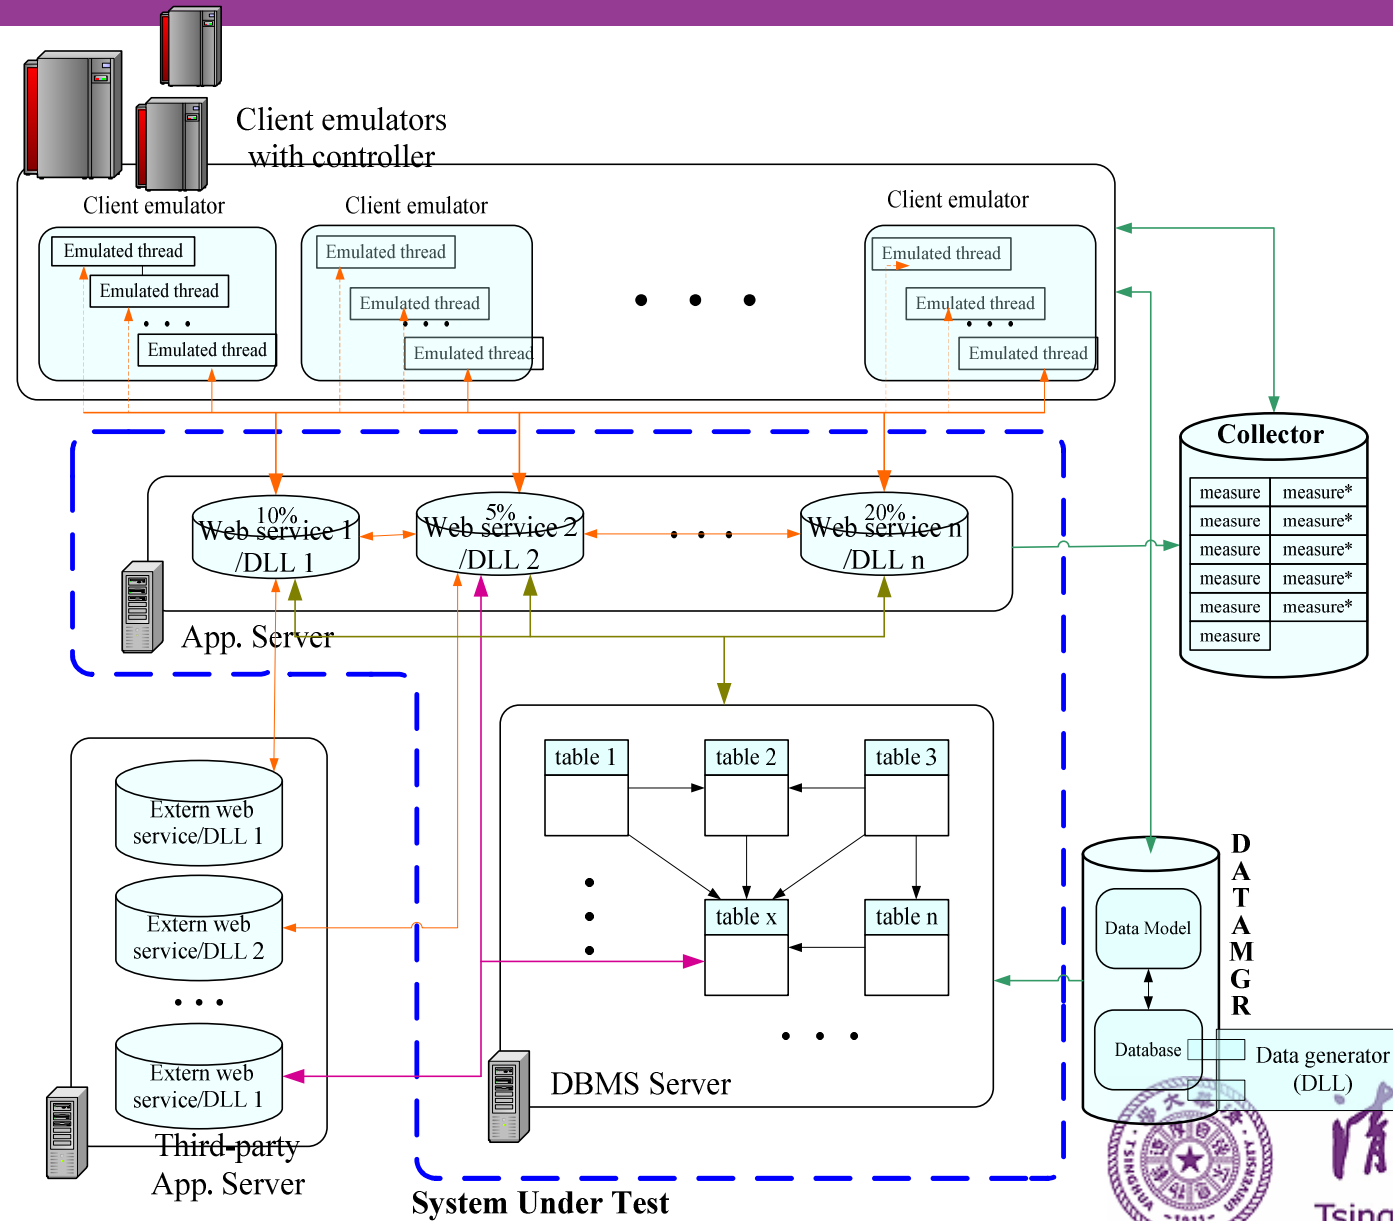 Client emulators
with controller
Client emulator
Client emulator
Client emulator
Emulated thread
Emulated thread
. . .
Emulated thread
Emulated thread
Emulated thread
. . .
Emulated thread
. . .
Emulated thread
Emulated thread
. . .
Emulated thread
Collector
measure measure*
measure measure*
measure measure*
measure measure*
measure measure*
measure
10%
Web service 1
/DLL 1
5%
Web service 2
/DLL 2
. . .
20%
Web service n
/DLL n
App. Server
Extern web
service/DLL 1
Extern web
service/DLL 2
. . .
Extern web
service/DLL 1
Third-party
App. Server
table 1
table 2
table 3
table x
table n
. . .
DBMS Server
System Under Test
DATAMGR
Data Model
Database
Data generator
(DLL)
TSINGHUA
UNIVERSITY
1911
Tsing